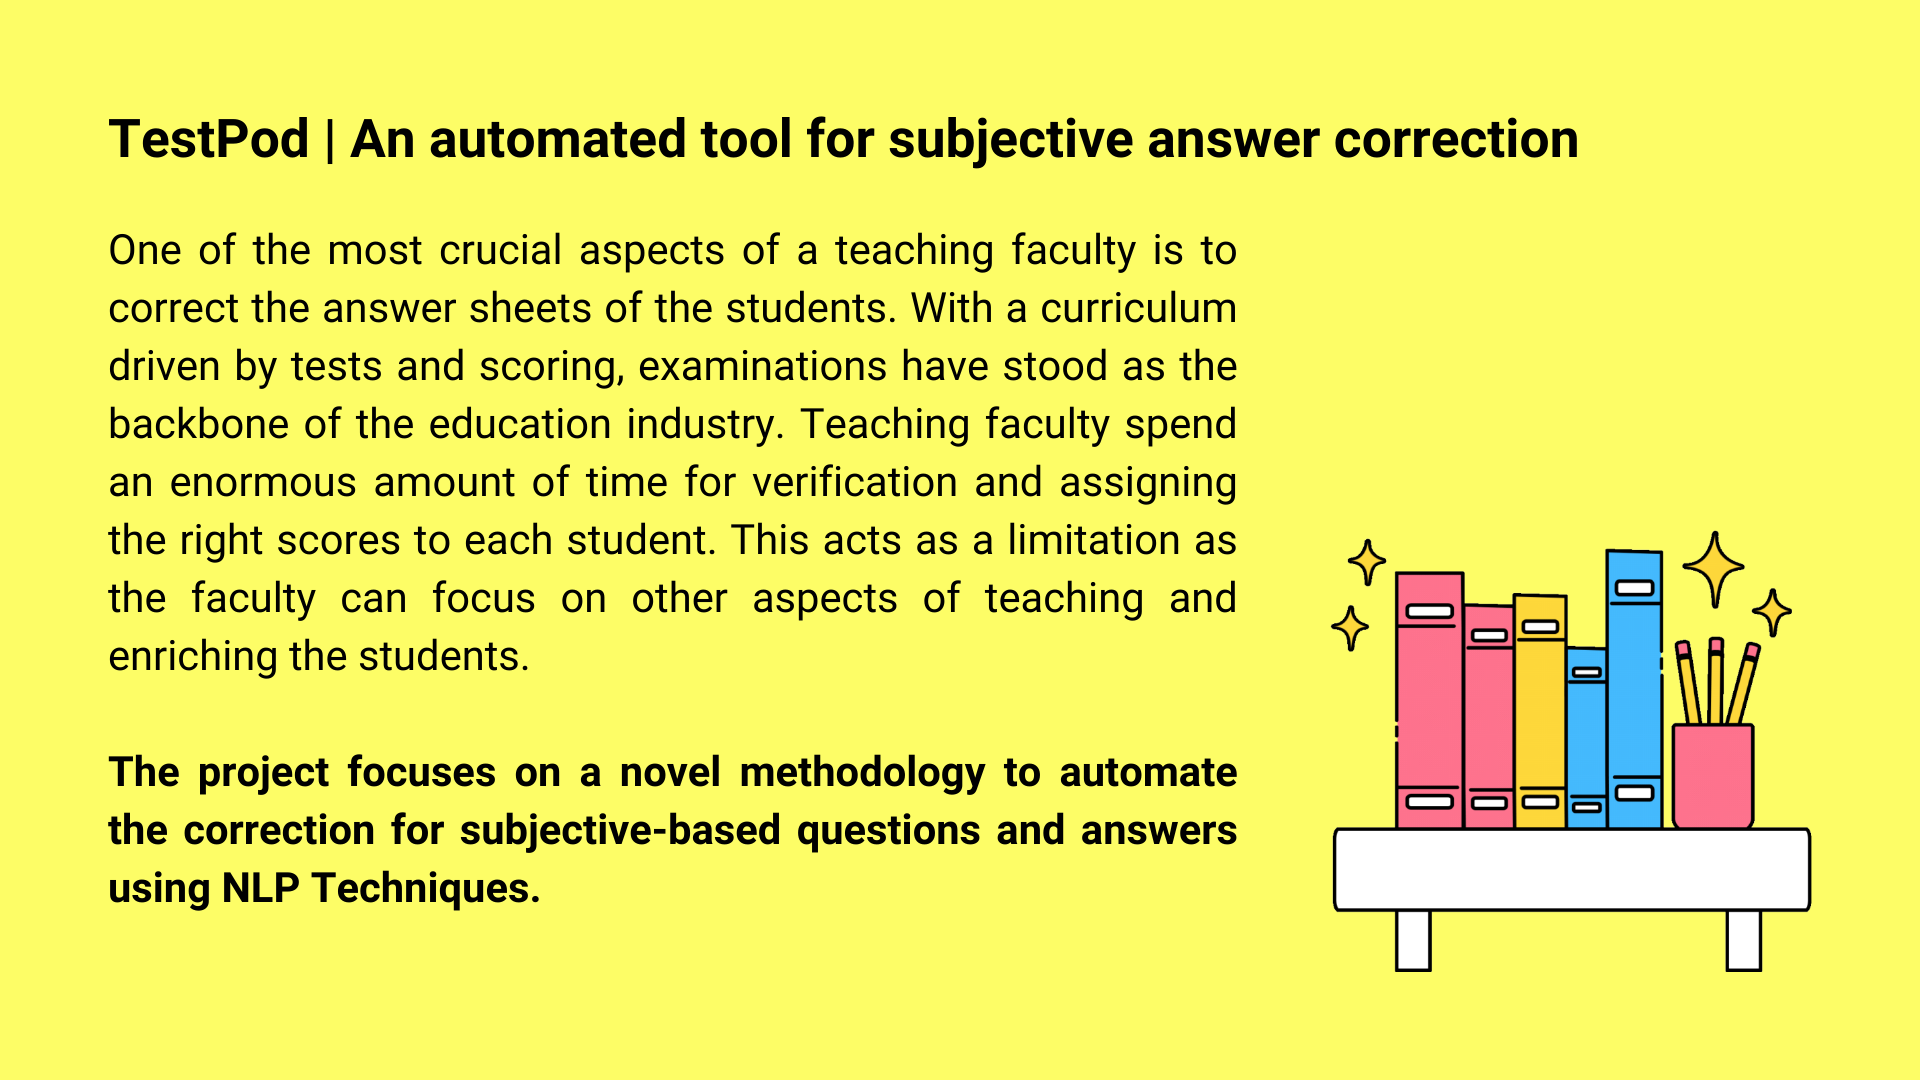 TestPod | An automated tool for subjective answer correction
One of the most crucial aspects of a teaching faculty is to
correct the answer sheets of the students. With a curriculum
driven by tests and scoring, examinations have stood as the
backbone of the education industry. Teaching faculty spend
an enormous amount of time for verification and assigning
the right scores to each student. This acts as a limitation as
the faculty can focus on other aspects of teaching and
enriching the students.
The project focuses on a novel methodology to automate
the correction for subjective-based questions and answers
using NLP Techniques.